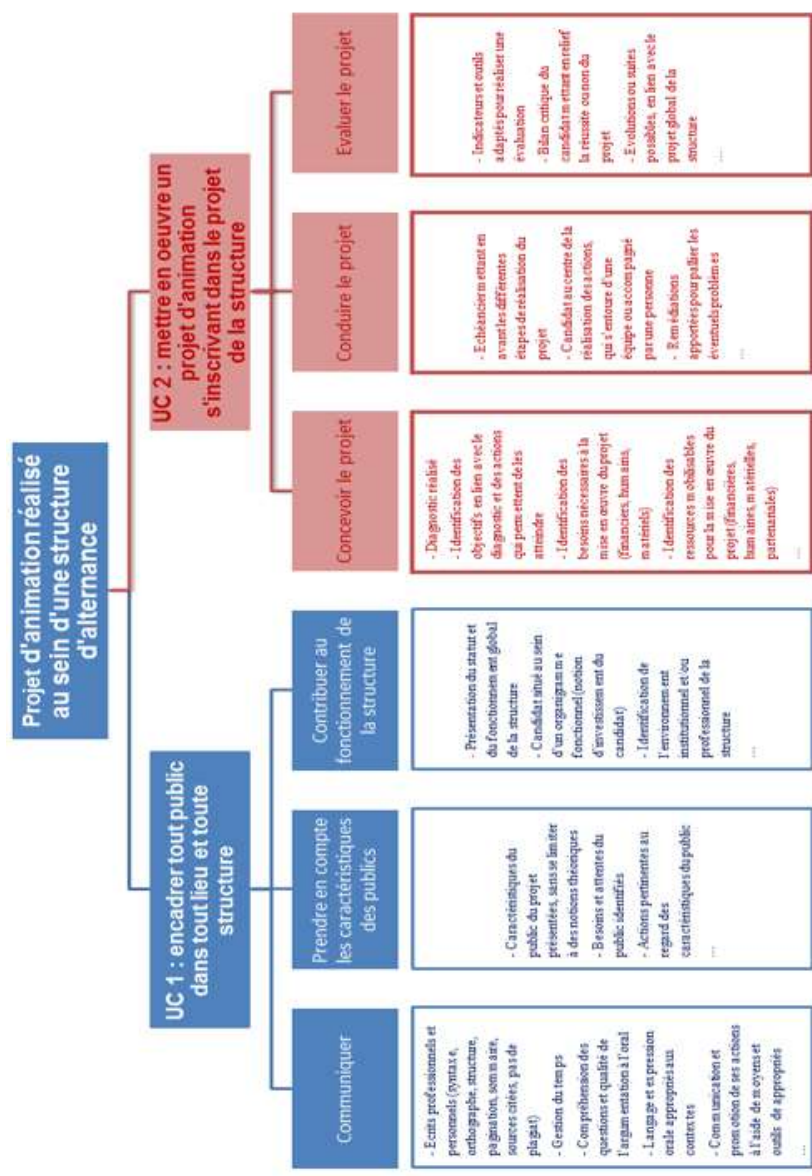 Projet d'animation réalisé
au sein d'une structure
d'alternance
UC 1 : encadrer tout public
dans tout lieu et toute
structure
Communiquer
- Ecrits professionnels et
personnels (syntaxe,
orthographe, structure,
pagination, sommaire,
sources citées, pas de
plagiat)
- Gestion du temps
- Compréhension des
questions et qualité de
l'argumentation à l'oral
- Langage et expression
orale appropriés aux
contextes
- Communication et
promotion de ses actions
à l'aide de moyens et
outils de appropriés
...
Prendre en compte
les caractéristiques
des publics
- Caractéristiques du
public du projet
présentées, sans se limiter
à des notions théoriques
- Besoins et attentes du
public identifiés
- Actions pertinentes au
regard des
caractéristiques du public
...
Contribuer au
fonctionnement de
la structure
- Présentation du statut et
du fonctionnement global
de la structure
- Candidat situé au sein
d'un organigramme
fonctionnel (notion
d'investissement du
candidat)
- Identification de
l'environnement
institutionnel et ou
professionnel de la
structure
...
UC 2 : mettre en oeuvre un
projet d'animation
s'inscrivant dans le projet
de la structure
Concevoir le projet
- Diagnostic réalisé
- Identification des
objectifs en lien avec le
diagnostic et des actions
qui permettent de les
atteindre
- Identification des
besoins nécessaires à la
mise en œuvre du projet
(financiers, humains,
matériels)
- Identification des
ressources mobilisables
pour la mise en œuvre du
projet (financières,
humaines, matérielles,
partenariales)
...
Conduire le projet
- Echéancier mettant en
avant les différentes
étapes de réalisation du
projet
- Candidat au centre de la
réalisation des actions,
qui s'entoure d'une
équipe ou accompagné
par une personne
- Remédiations
apportées pour pallier les
éventuels problèmes
...
Evaluer le projet
- Indicateurs et outils
adaptés pour réaliser une
évaluation
- Bilan critique du
candidat mettant en relief
la réussite ou non du
projet
- Evolutions ou suites
possibles, en lien avec le
projet global de la
structure
....